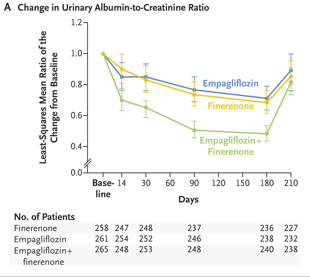 A Change in Urinary Albumin-to-Creatinine Ratio
Least-Squares Mean Ratio of the
Change from Baseline
1.2
1.0
0.8
0.6
0.4
0.0
Empagliflozin
Finerenone
Empagliflozin+
Finerenone
Base-
line
14 30 60 90 120 150 180 210
Days
No. of Patients
Finerenone 258 247 248 237 236 227
Empagliflozin 261 254 252 246 238 232
Empagliflozin+ 265 248 253 248 240 238
finerenone